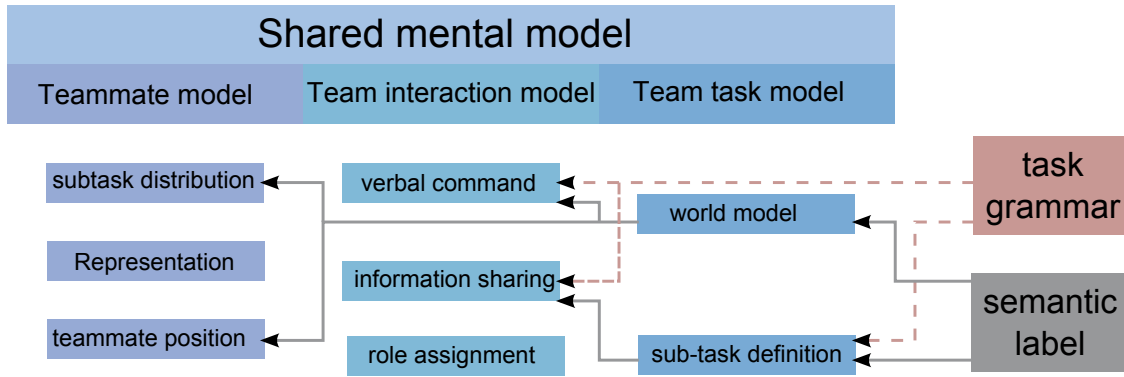 Shared mental model
Teammate model
Team interaction model
Team task model
subtask distribution
Representation
teammate position
verbal command
information sharing
role assignment
world model
sub-task definition
task
grammar
semantic
label